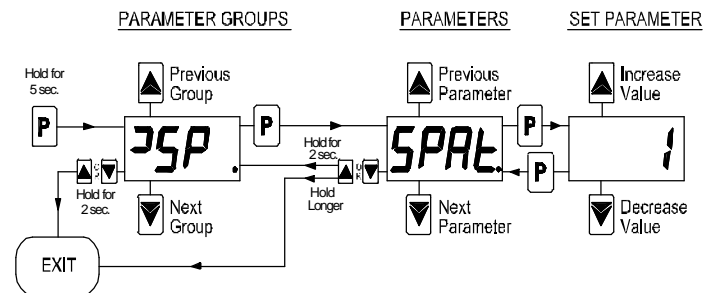 PARAMETER GROUPS
PARAMETERS
SET PARAMETER
Hold for
5 sec.
P
Previous
Group
P
Previous
Parameter
P
Increase
Value
SP.
SPAt.
1
Hold for
2 sec.
Hold
Longer
P
Hold for
2 sec.
Next
Group
Next
Parameter
Decrease
Value
EXIT